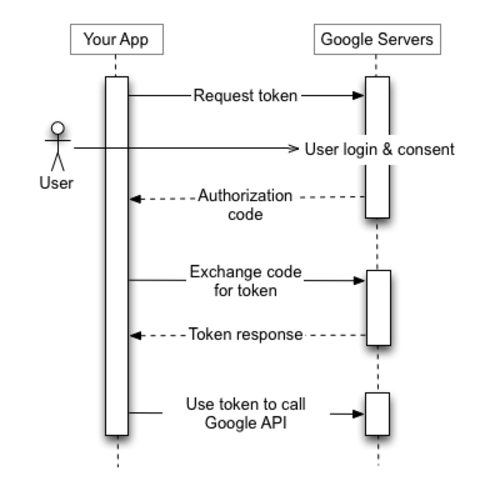 Your App
Google Servers
Request token
User login & consent
User
Authorization
code
Exchange code
for token
Token response
Use token to call
Google API